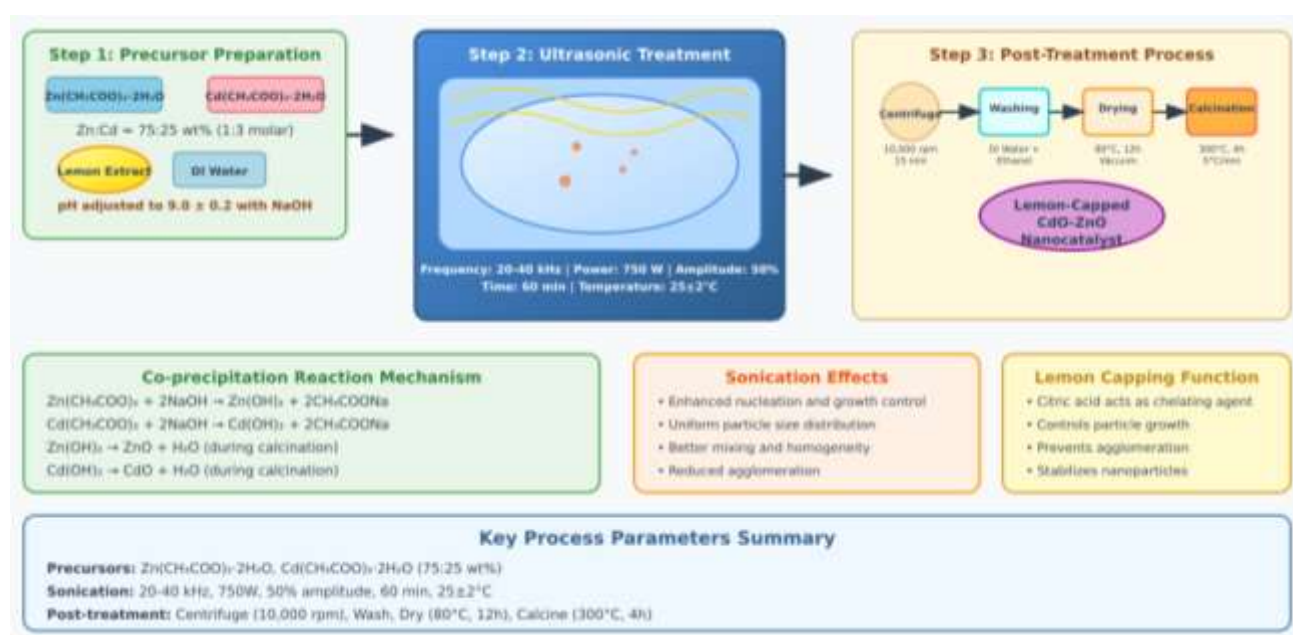 Step 1: Precursor Preparation
Zn(CH₃COO)₂·2H₂O
Cd(CH₃COO)₂·2H₂O
Zn:Cd = 75:25 wt% (1:3 molar)
Lemon Extract
DI Water
pH adjusted to 9.0 ± 0.2 with NaOH
Step 2: Ultrasonic Treatment
Frequency: 20-40 kHz | Power: 750 W | Amplitude: 50%
Time: 60 min | Temperature: 25±2°C
Step 3: Post-Treatment Process
Centrifuge
Washing
Drying
Calcination
10,000 rpm
15 min
DI Water +
Ethanol
80°C, 12h
Vacuum
300°C, 4h
5°C/min
Lemon-Capped
CdO-ZnO
Nanocatalyst
Co-precipitation Reaction Mechanism
Zn(CH₃COO)₂ + 2NaOH → Zn(OH)₂ + 2CH₃COONa
Cd(CH₃COO)₂ + 2NaOH → Cd(OH)₂ + 2CH₃COONa
Zn(OH)₂ → ZnO + H₂O (during calcination)
Cd(OH)₂ → CdO + H₂O (during calcination)
Sonication Effects
• Enhanced nucleation and growth control
• Uniform particle size distribution
• Better mixing and homogeneity
• Reduced agglomeration
Lemon Capping Function
• Citric acid acts as chelating agent
• Controls particle growth
• Prevents agglomeration
• Stabilizes nanoparticles
Key Process Parameters Summary
Precursors: Zn(CH₃COO)₂·2H₂O, Cd(CH₃COO)₂·2H₂O (75:25 wt%)
Sonication: 20-40 kHz, 750W, 50% amplitude, 60 min, 25±2°C
Post-treatment: Centrifuge (10,000 rpm), Wash, Dry (80°C, 12h), Calcine (300°C, 4h)